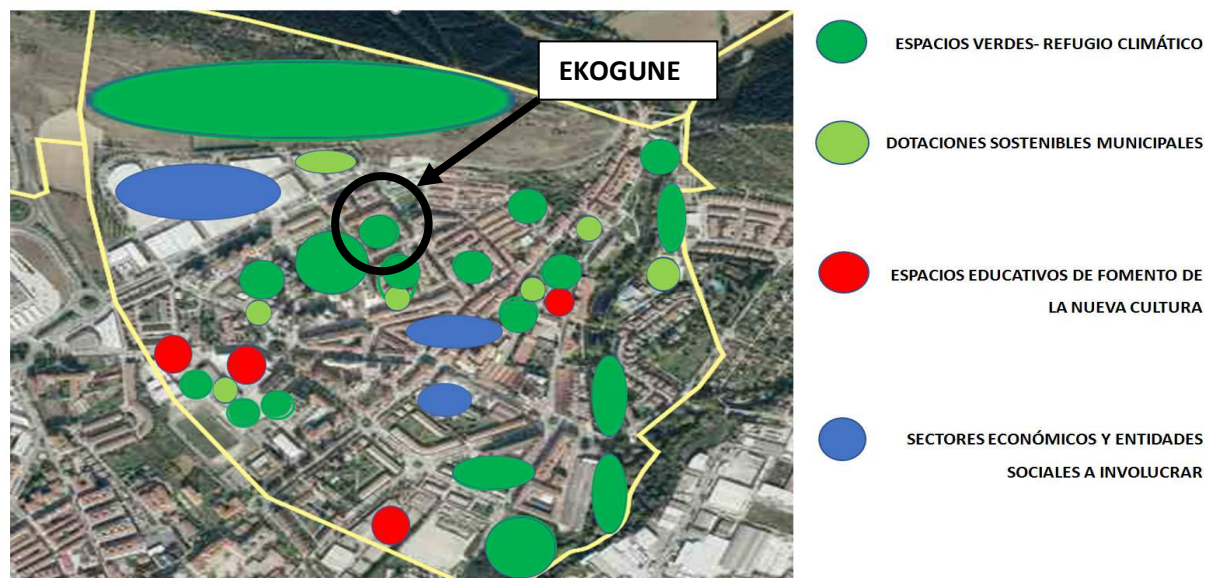 EKOGUNE
ESPACIOS VERDES- REFUGIO CLIMÁTICO
DOTACIONES SOSTENIBLES MUNICIPALES
ESPACIOS EDUCATIVOS DE FOMENTO DE
LA NUEVA CULTURA
SECTORES ECONÓMICOS Y ENTIDADES
SOCIALES A INVOLUCRAR